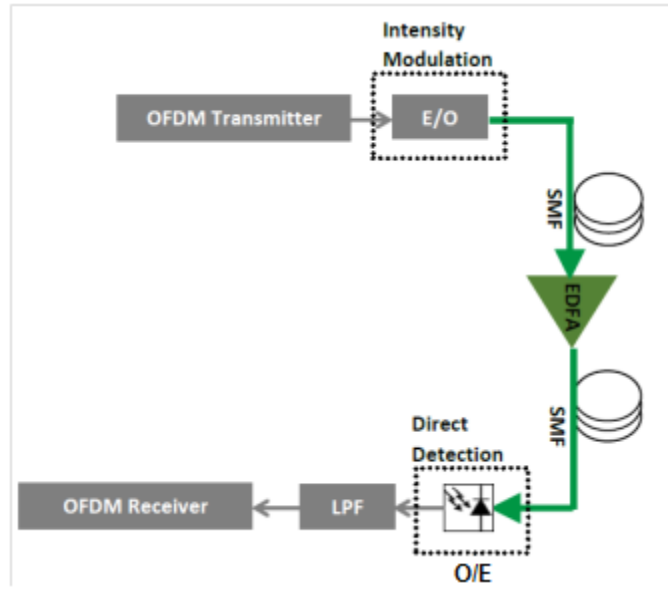 Intensity
Modulation
OFDM Transmitter
E/O
SMF
EDFA
SMF
Direct
Detection
OFDM Receiver
LPF
O/E